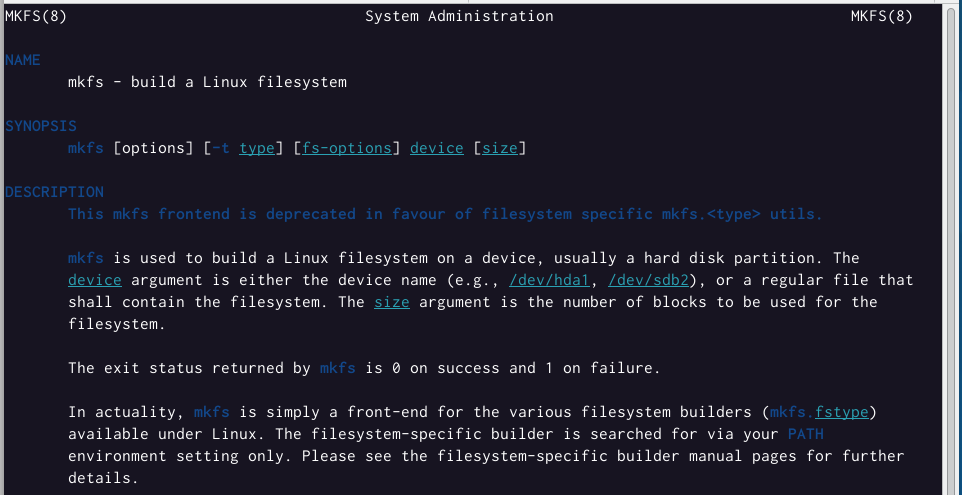 MKFS(8) System Administration MKFS(8)
NAME
mkfs - build a Linux filesystem
SYNOPSIS
mkfs [options] [-t type] [fs-options] device [size]
DESCRIPTION
This mkfs frontend is deprecated in favour of filesystem specific mkfs.<type> utils.
mkfs is used to build a Linux filesystem on a device, usually a hard disk partition. The
device argument is either the device name (e.g., /dev/hda1, /dev/sdb2), or a regular file that
shall contain the filesystem. The size argument is the number of blocks to be used for the
filesystem.
The exit status returned by mkfs is 0 on success and 1 on failure.
In actuality, mkfs is simply a front-end for the various filesystem builders (mkfs.fstype)
available under Linux. The filesystem-specific builder is searched for via your PATH
environment setting only. Please see the filesystem-specific builder manual pages for further
details.